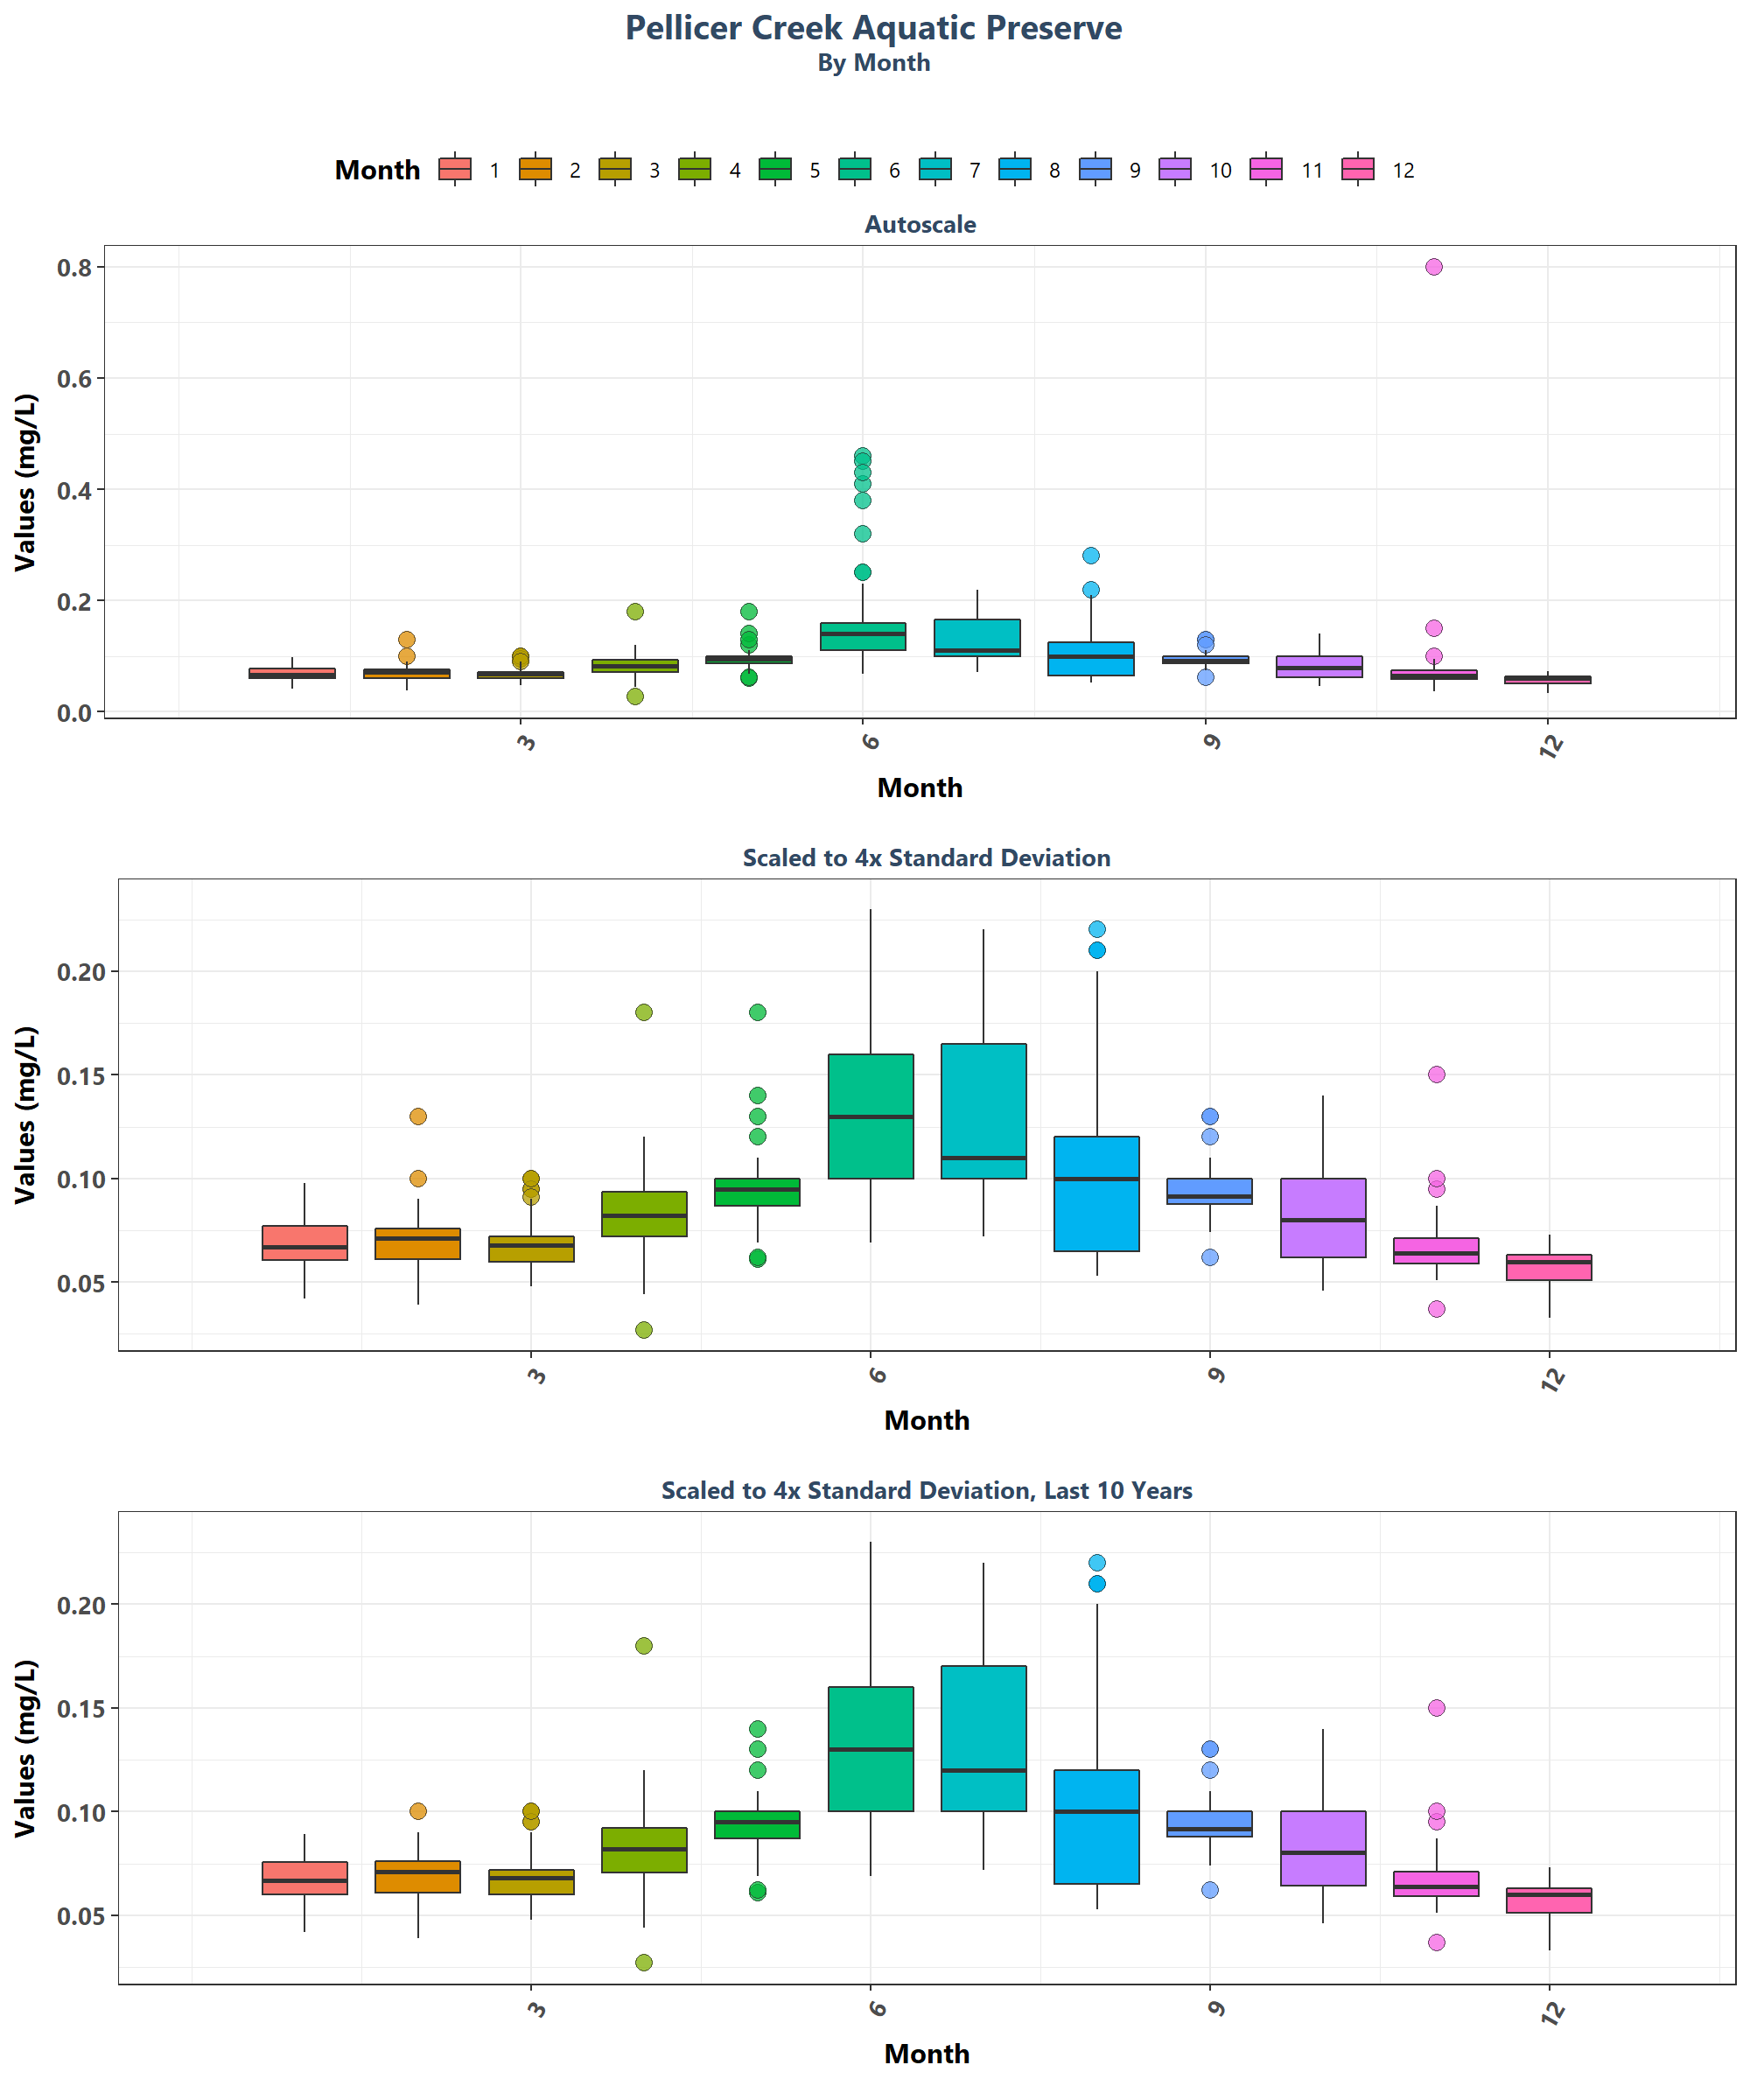 Pellicer Creek Aquatic Preserve
By Month
Month 1 2 3 4 5 6 7 8 9 10 11 12
Autoscale
Values (mg/L)
0.8
0.6
0.4
0.2
0.0
3 6 9 12
Month
Scaled to 4x Standard Deviation
Values (mg/L)
0.20
0.15
0.10
0.05
3 6 9 12
Month
Scaled to 4x Standard Deviation, Last 10 Years
Values (mg/L)
0.20
0.15
0.10
0.05
3 6 9 12
Month